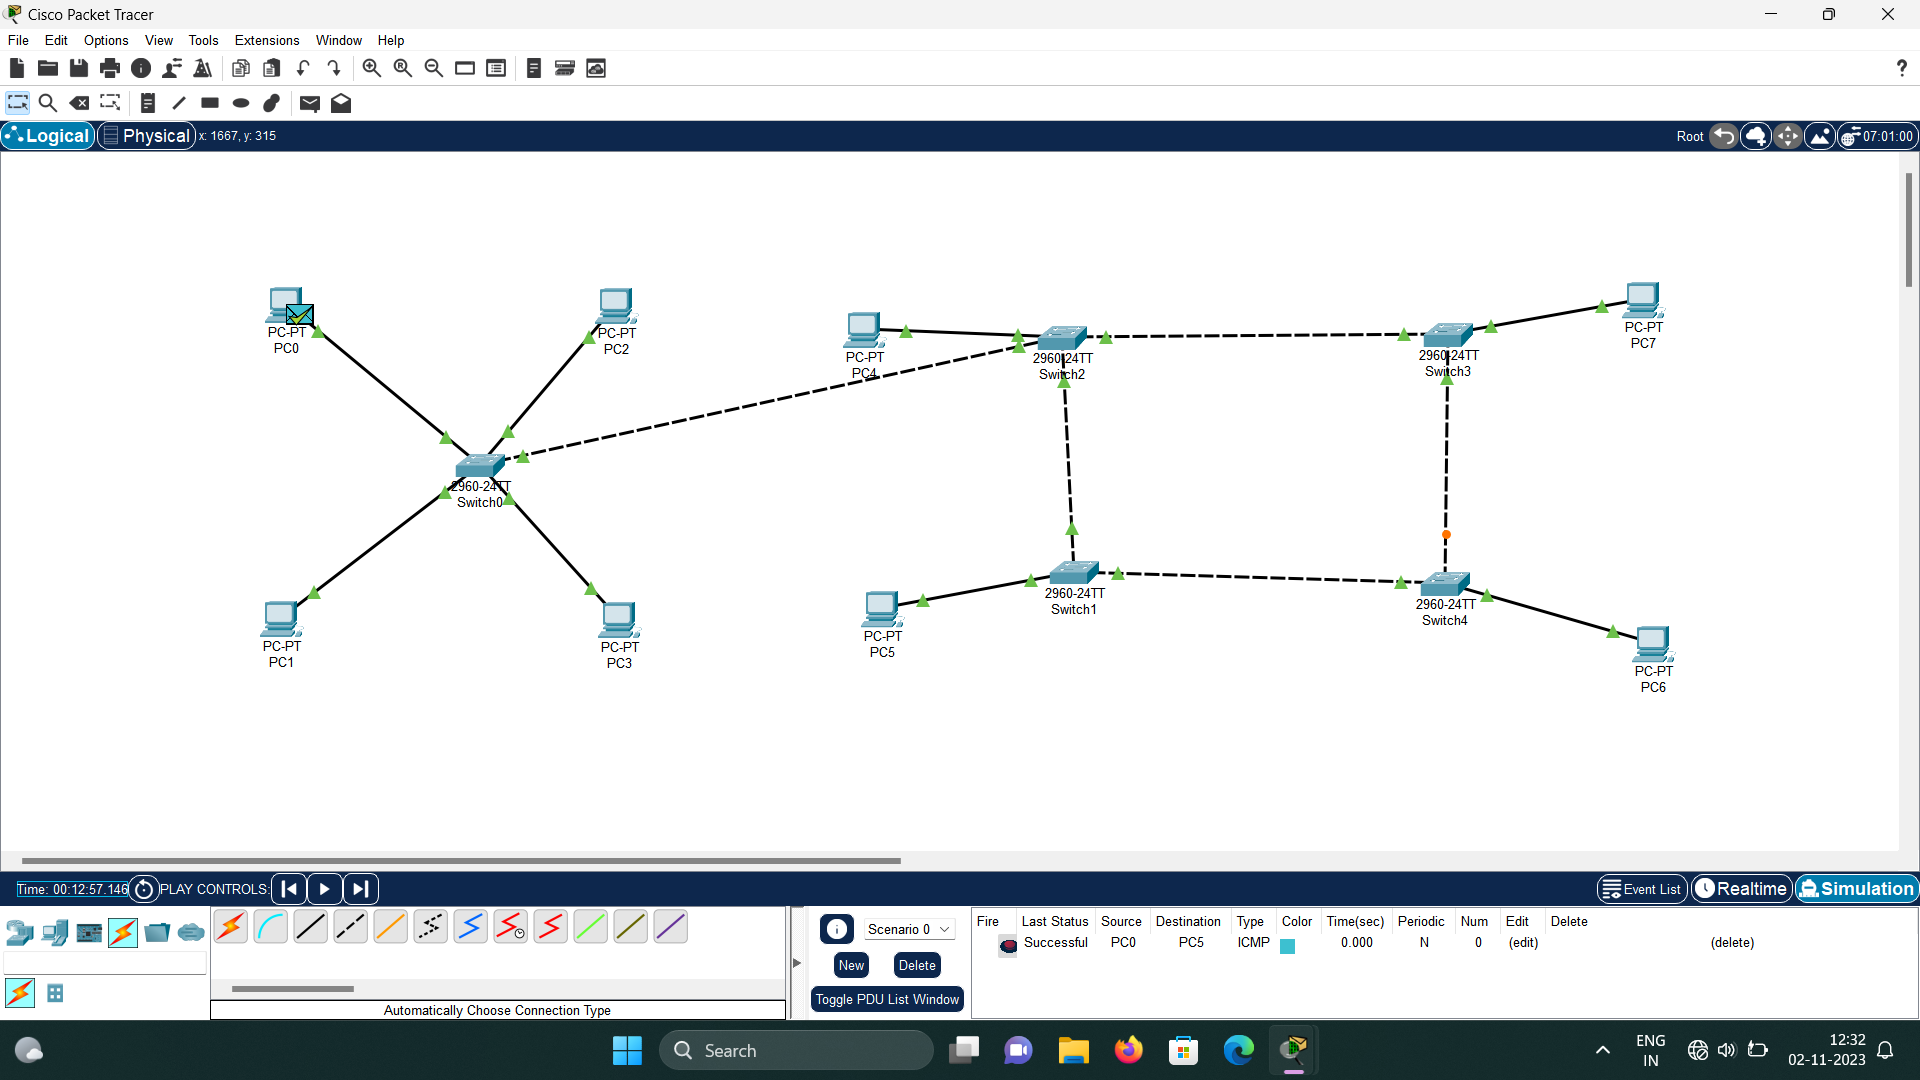 Cisco Packet Tracer
File Edit Options View Tools Extensions Window Help
?
Logical Physical x: 1667, y: 315 Root 07:01:00
PC-PT
PC0
PC-PT
PC2
PC-PT
PC4
2960-24TT
Switch2
2960-24TT
Switch3
PC-PT
PC7
2960-24TT
Switch0
PC-PT
PC1
PC-PT
PC3
PC-PT
PC5
2960-24TT
Switch1
2960-24TT
Switch4
PC-PT
PC6
Time: 00:12:57.146 PLAY CONTROLS: Event List Realtime Simulation
Scenario 0
New Delete
Toggle PDU List Window
Fire Last Status Source Destination Type Color Time(sec) Periodic Num Edit Delete
Successful PC0 PC5 ICMP 0.000 N 0 (edit) (delete)
Automatically Choose Connection Type
Search
ENG
IN
12:32
02-11-2023